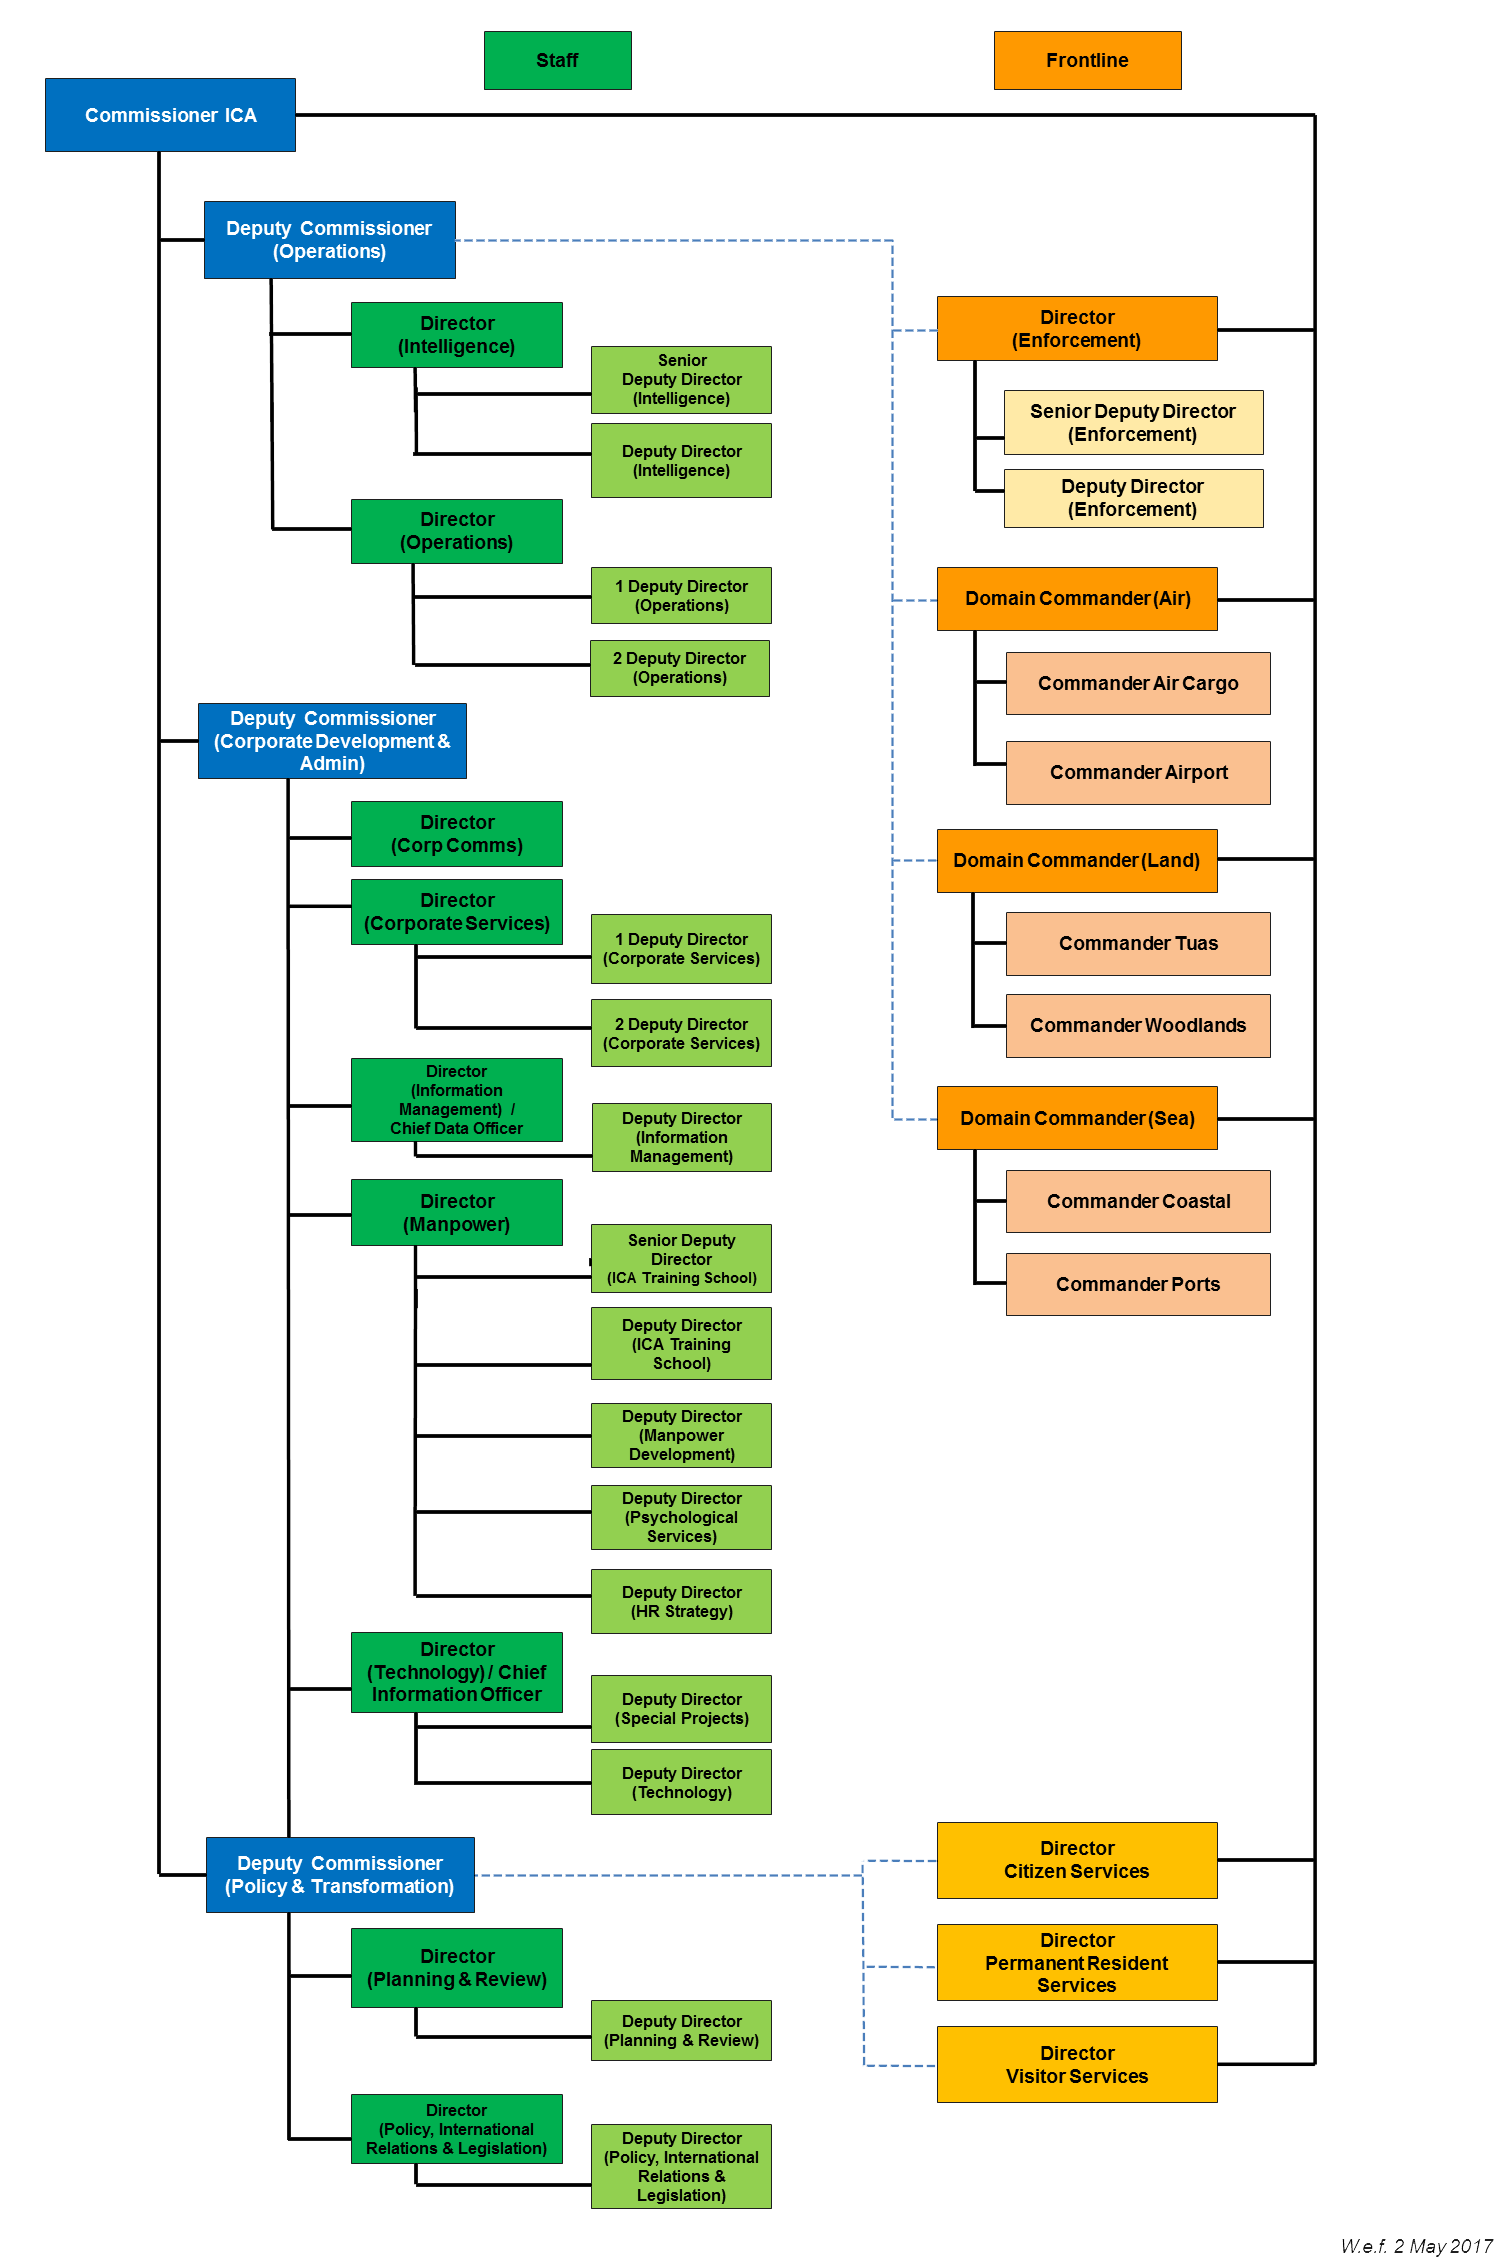 Staff
Frontline
Commissioner ICA
Deputy Commissioner
(Operations)
Director
(Intelligence)
Senior
Deputy Director
(Intelligence)
Deputy Director
(Intelligence)
Director
(Operations)
1 Deputy Director
(Operations)
2 Deputy Director
(Operations)
Deputy Commissioner
(Corporate Development &
Admin)
Director
(Corp Comms)
Director
(Corporate Services)
1 Deputy Director
(Corporate Services)
2 Deputy Director
(Corporate Services)
Director
(Information
Management) /
Chief Data Officer
Deputy Director
(Information
Management)
Director
(Manpower)
Senior Deputy
Director
(ICA Training School)
Deputy Director
(ICA Training
School)
Deputy Director
(Manpower
Development)
Deputy Director
(Psychological
Services)
Deputy Director
(HR Strategy)
Director
(Technology) / Chief
Information Officer
Deputy Director
(Special Projects)
Deputy Director
(Technology)
Deputy Commissioner
(Policy & Transformation)
Director
(Planning & Review)
Deputy Director
(Planning & Review)
Director
(Policy, International
Relations & Legislation)
Deputy Director
(Policy, International
Relations &
Legislation)
Director
(Enforcement)
Senior Deputy Director
(Enforcement)
Deputy Director
(Enforcement)
Domain Commander (Air)
Commander Air Cargo
Commander Airport
Domain Commander (Land)
Commander Tuas
Commander Woodlands
Domain Commander (Sea)
Commander Coastal
Commander Ports
Director
Citizen Services
Director
Permanent Resident
Services
Director
Visitor Services
W.e.f. 2 May 2017